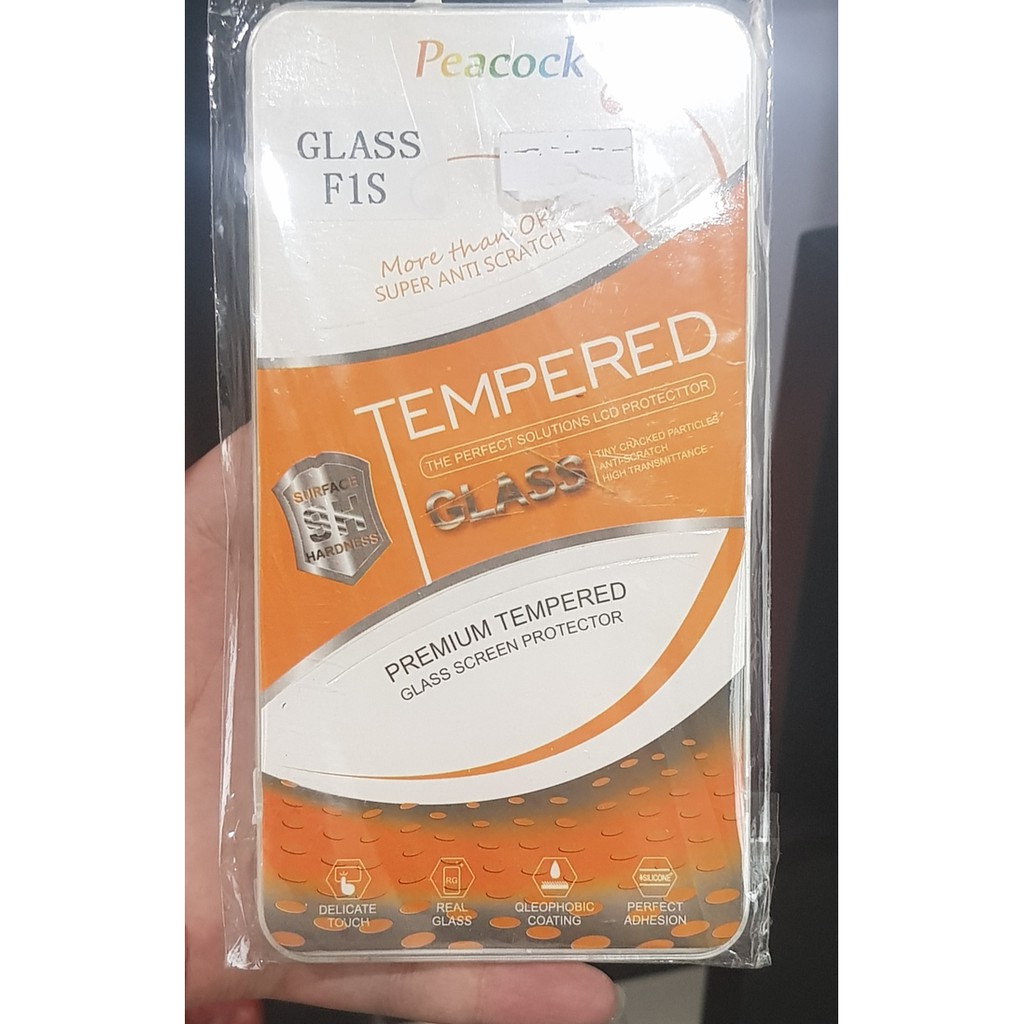 Peacock
GLASS
F1S
More than
SUPER ANTI SCRATCH
TEMPERED
THE PERFECT SOLUTIONS LCD PROTECTTOR
GLASS
TINY CRACKED PARTICLES
ANTI-SCRATCH
HIGH TRANSMITTANCE
SURFACE
9H
HARDNESS
PREMIUM TEMPERED
GLASS SCREEN PROTECTOR
RG
SILICONE
DELICATE
TOUCH
REAL
GLASS
QLEOPHOBIC
COATING
PERFECT
ADHESION